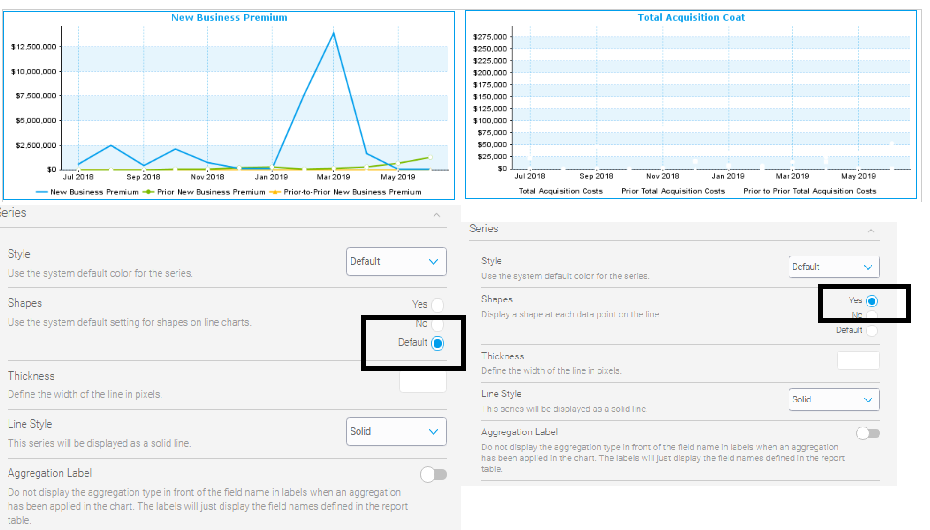 New Business Premium
$12,500,000
$10,000,000
$7,500,000
$5,000,000
$2,500,000
$0
Jul 2018 Sep 2018 Nov 2018 Jan 2019 Mar 2019 May 2019
New Business Premium Prior New Business Premium Prior-to-Prior New Business Premium
Total Acquisition Coat
$275,000
$250,000
$225,000
$200,000
$175,000
$150,000
$125,000
$100,000
$75,000
$50,000
$25,000
$0
Jul 2018 Sep 2018 Nov 2018 Jan 2019 Mar 2019 May 2019
Total Acquisition Costs Prior Total Acquisition Costs Prior to Prior Total Acquisition Costs
Series
Style
Default
Use the system default color for the series.
Shapes
Yes
Use the system default setting for shapes on line charts.
No
Default
Thickness
Define the width of the line in pixels.
Line Style
Solid
This series will be displayed as a solid line.
Aggregation Label
Do not display the aggregation type in front of the field name in labels when an aggregation
has been applied in the chart. The labels will just display the field names defined in the report
table.
Series
Style
Default
Use the system default color for the series.
Shapes
Yes
Display a shape at each data point on the line
No
Default
Thickness
Define the width of the line in pixels.
Line Style
Solid
This series will be displayed as a solid line
Aggregation Label
Do not display the aggregation type in front of the field name in labels when an aggregation
has been applied in the chart. The labels will just display the field names defined in the report
table.